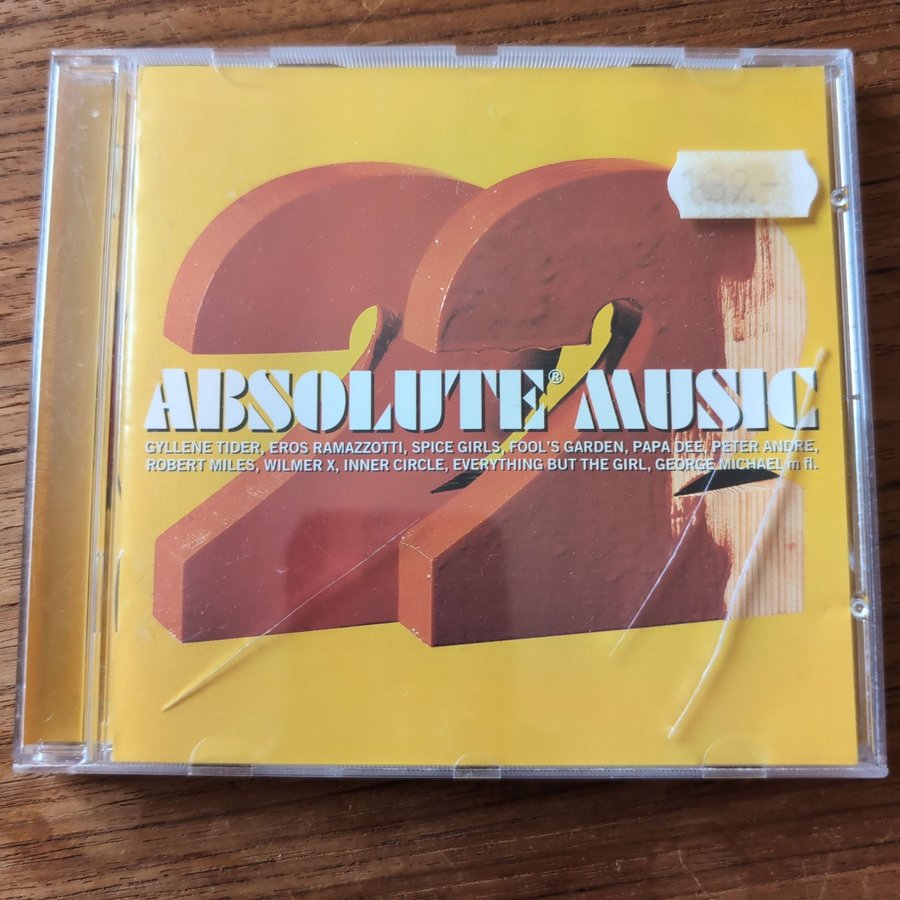 22
ABSOLUTE® MUSIC
GYLLENE TIDER, EROS RAMAZZOTTI, SPICE GIRLS, FOOL'S GARDEN, PAPA DEE, PETER ANDRE,
ROBERT MILES, WILMER X, INNER CIRCLE, EVERYTHING BUT THE GIRL, GEORGE MICHAEL m fl.